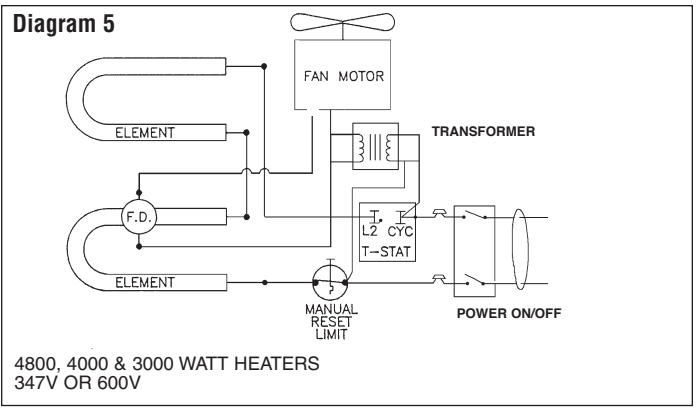 Diagram 5
FAN MOTOR
ELEMENT
TRANSFORMER
F.D.
L2 CYC
T-STAT
ELEMENT
MANUAL
RESET
LIMIT
POWER ON/OFF
4800, 4000 & 3000 WATT HEATERS
347V OR 600V